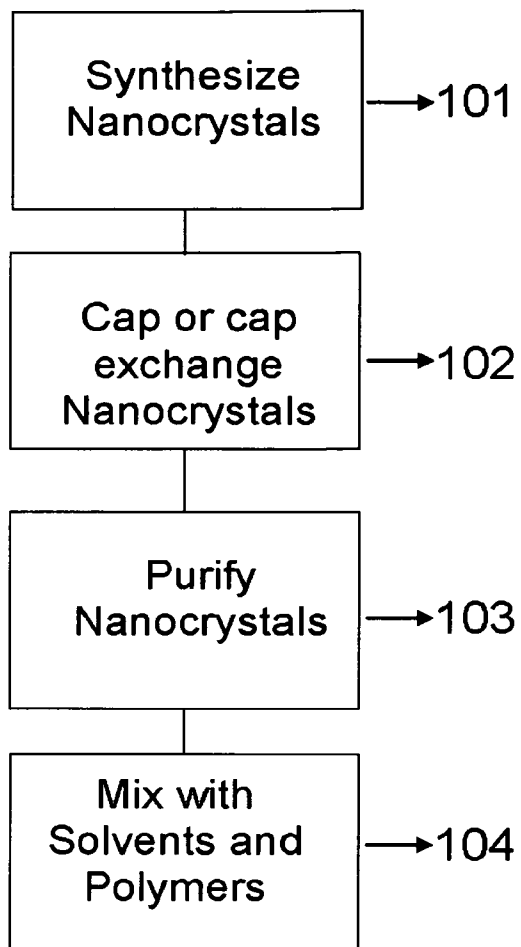 Synthesize
Nanocrystals
101
Cap or cap
exchange
Nanocrystals
102
Purify
Nanocrystals
103
Mix with
Solvents and
Polymers
104